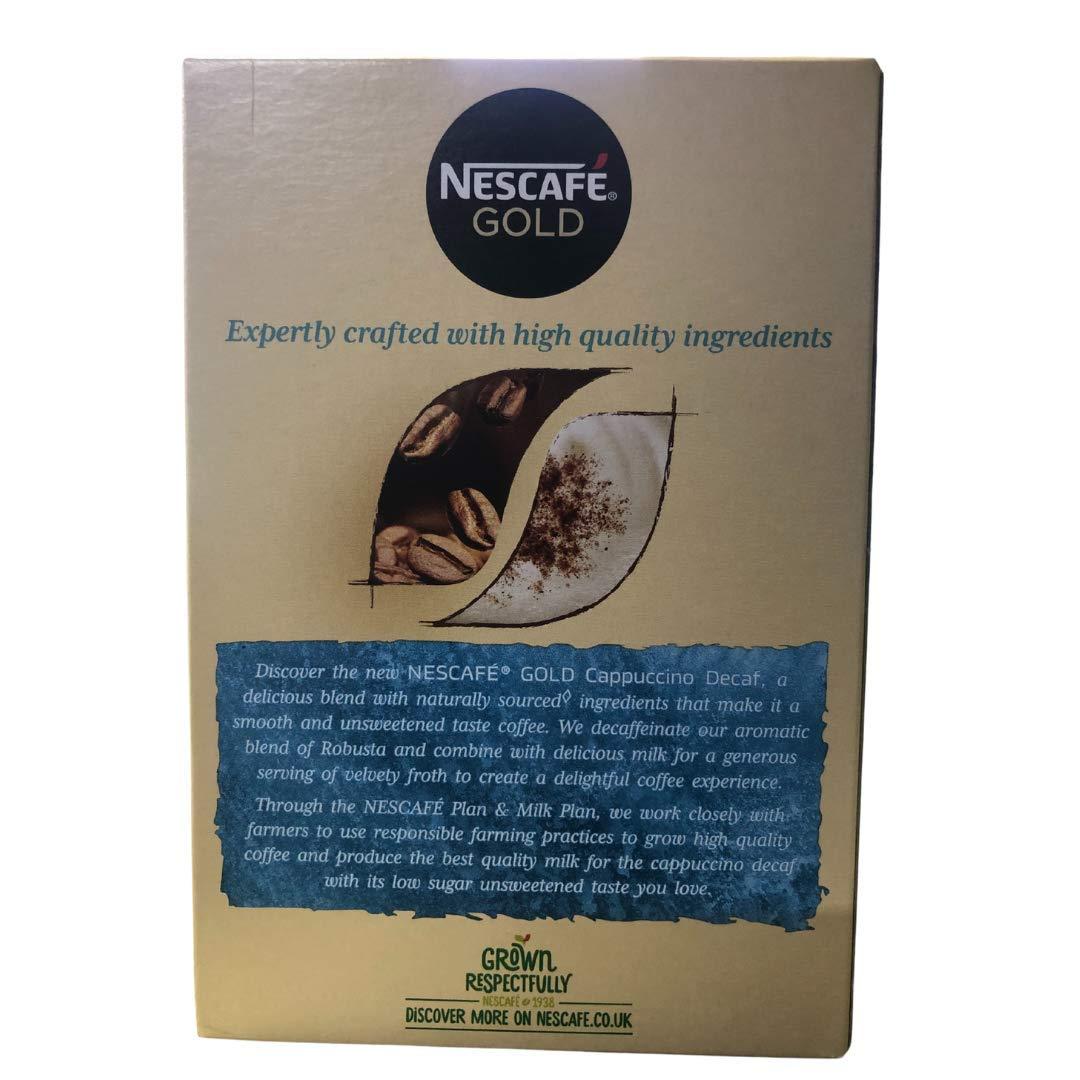 NESCAFÉ®
GOLD
Expertly crafted with high quality ingredients
Discover the new NESCAFÉ® GOLD Cappuccino Decaf, a
delicious blend with naturally sourced◊ ingredients that make it a
smooth and unsweetened taste coffee. We decaffeinate our aromatic
blend of Robusta and combine with delicious milk for a generous
serving of velvety froth to create a delightful coffee experience.
Through the NESCAFÉ Plan & Milk Plan, we work closely with
farmers to use responsible farming practices to grow high quality
coffee and produce the best quality milk for the cappuccino decaf
with its low sugar unsweetened taste you love.
GROWN
RESPECTFULLY
NESCAFÉ 1938
DISCOVER MORE ON NESCAFE.CO.UK